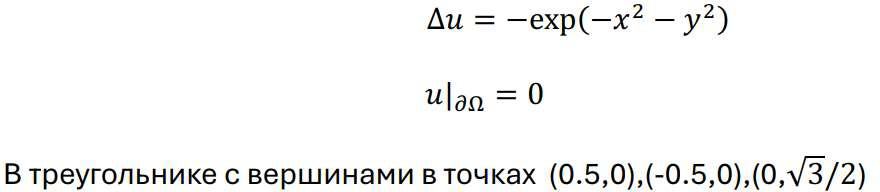 Δu = −exp(−x² − y²)
u|∂Ω = 0
В треугольнике с вершинами в точках (0.5,0),(-0.5,0),(0,√3/2)